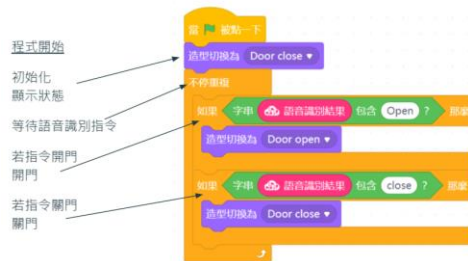 當 被點一下
程式開始
造型切換為 Door close
初始化
顯示狀態
不停重複
等待語音識別指令
如果 字串 語音識別結果 包含 Open ? 那麼
若指令開門
開門
造型切換為 Door open
如果 字串 語音識別結果 包含 close ? 那麼
若指令關門
關門
造型切換為 Door close